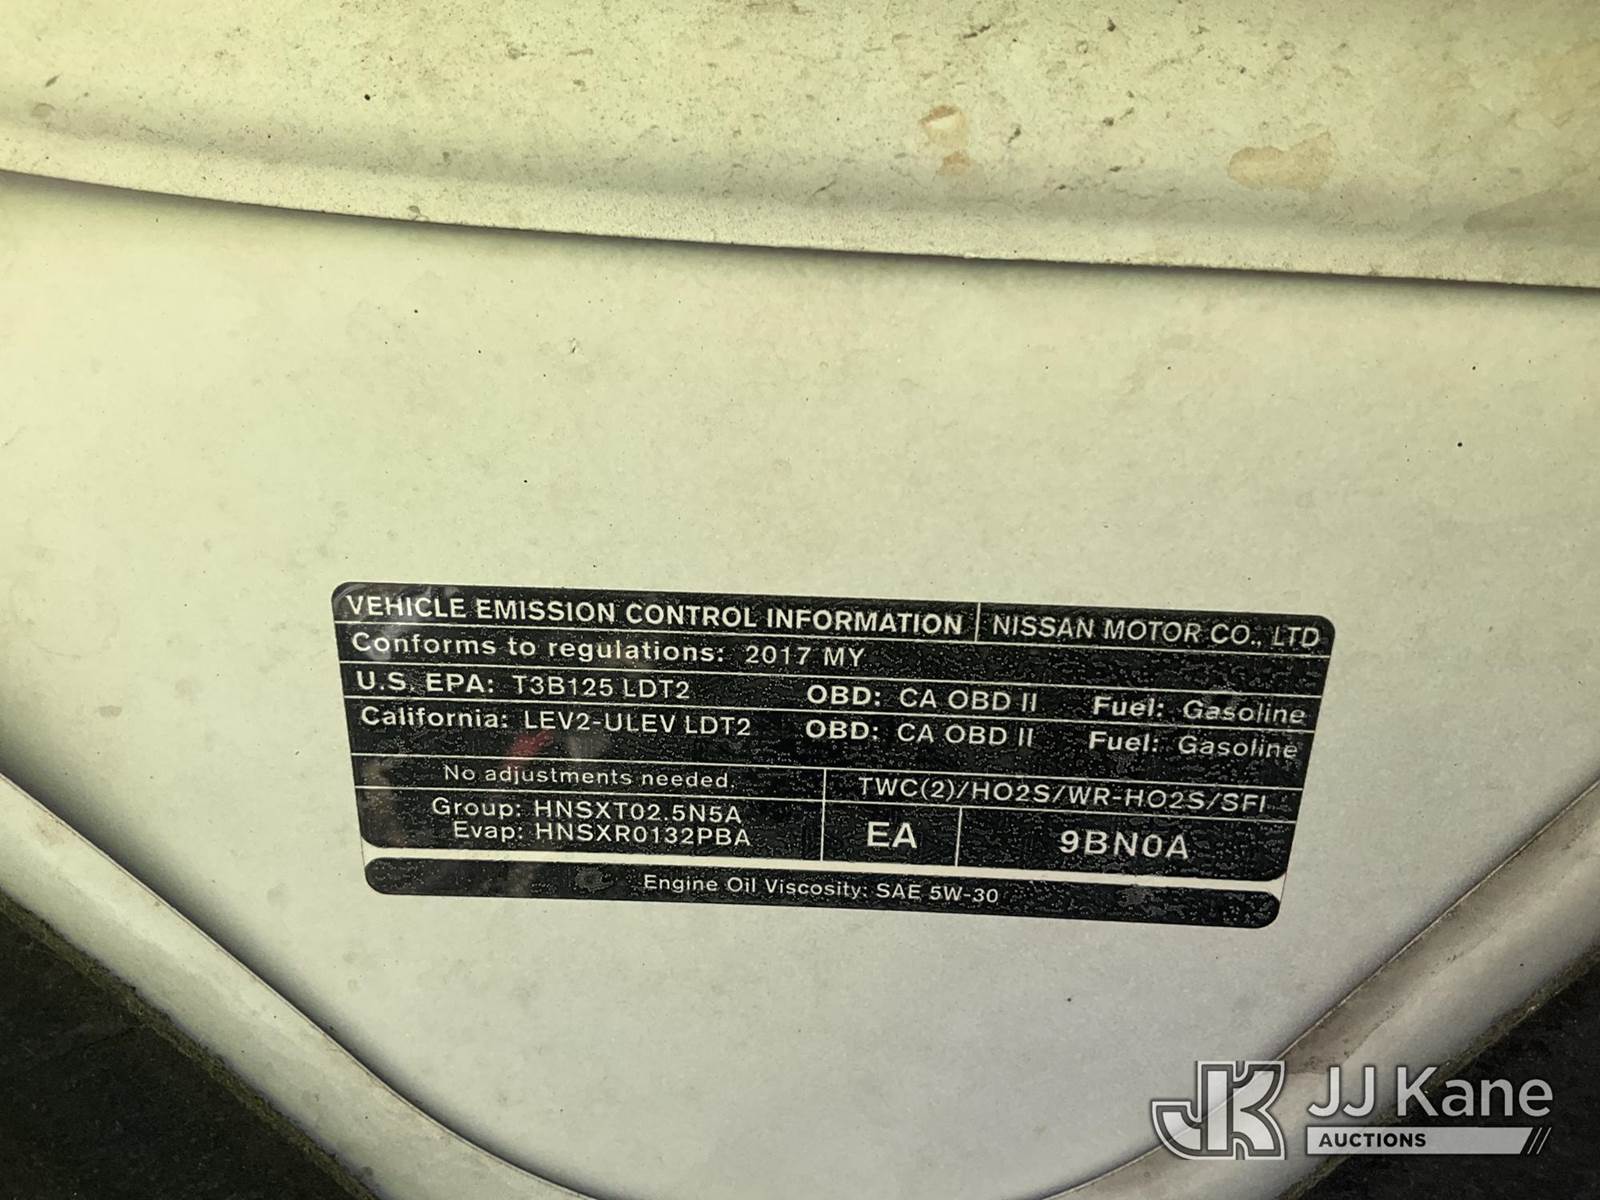 VEHICLE EMISSION CONTROL INFORMATION NISSAN MOTOR CO., LTD
Conforms to regulations: 2017 MY
U.S. EPA: T3B125 LDT2 OBD: CA OBD II Fuel: Gasoline
California: LEV2-ULEV LDT2 OBD: CA OBD II Fuel: Gasoline
No adjustments needed. TWC(2)/HO2S/WR-HO2S/SFI
Group: HNSXT02.5N5A
Evap: HNSXR0132PBA
EA 9BN0A
Engine Oil Viscosity: SAE 5W-30
JK JJ Kane
AUCTIONS